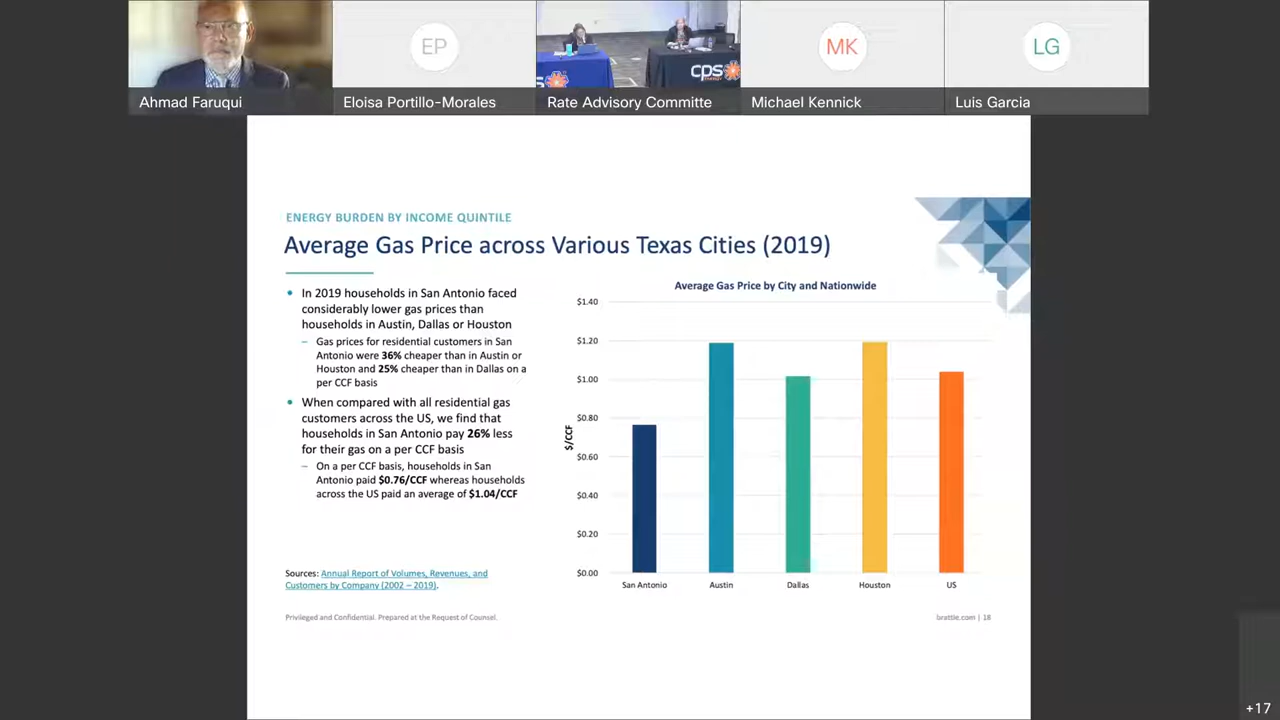 EP
MK
LG
cps
Ahmad Faruqui
Eloisa Portillo-Morales
Rate Advisory Committe
Michael Kennick
Luis Garcia
ENERGY BURDEN BY INCOME QUINTILE
Average Gas Price across Various Texas Cities (2019)
• In 2019 households in San Antonio faced
considerably lower gas prices than
households in Austin, Dallas or Houston
– Gas prices for residential customers in San
Antonio were 36% cheaper than in Austin or
Houston and 25% cheaper than in Dallas on a
per CCF basis
• When compared with all residential gas
customers across the US, we find that
households in San Antonio pay 26% less
for their gas on a per CCF basis
– On a per CCF basis, households in San
Antonio paid $0.76/CCF whereas households
across the US paid an average of $1.04/CCF
Sources: Annual Report of Volumes, Revenues, and
Customers by Company (2002 – 2019).
Average Gas Price by City and Nationwide
$1.40
$1.20
$1.00
$0.80
$0.60
$0.40
$0.20
$0.00
$/CCF
San Antonio
Austin
Dallas
Houston
US
Privileged and Confidential. Prepared at the Request of Counsel.
brattle.com | 18
+17